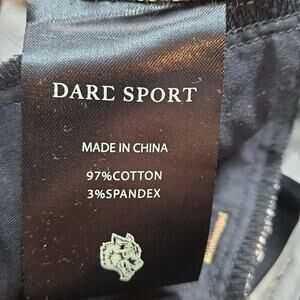 DARE SPORT
MADE IN CHINA
97%COTTON
3%SPANDEX